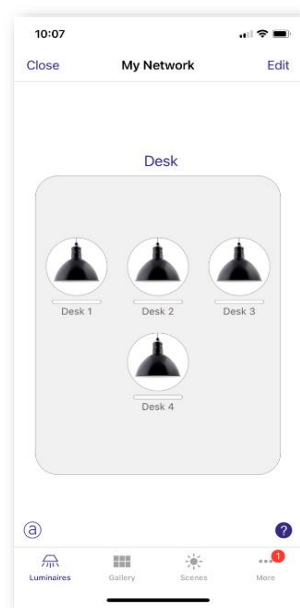 10:07
Close My Network Edit
Desk
Desk 1 Desk 2 Desk 3
Desk 4
ⓐ ?
1
Luminaires Gallery Scenes More